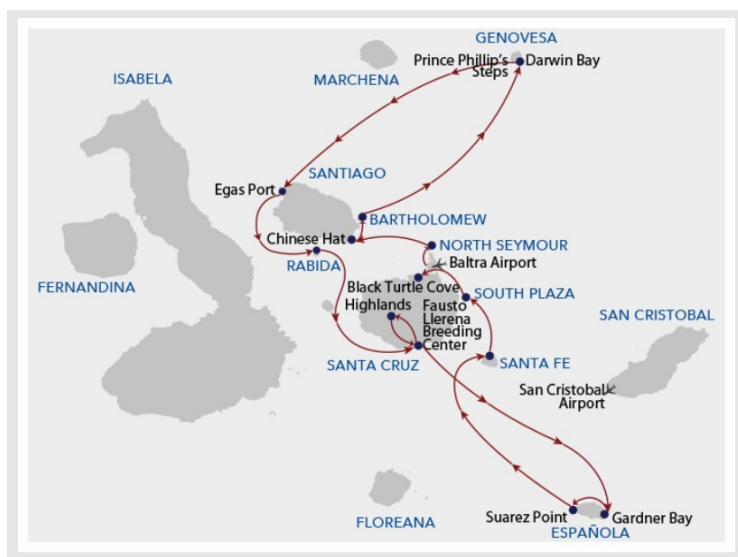 GENOVESA
Prince Phillip's
Steps
Darwin Bay
MARCHENA
ISABELA
SANTIAGO
Egas Port
BARTHOLOMEW
Chinese Hat
NORTH SEYMOUR
RABIDA
Baltra Airport
FERNANDINA
Black Turtle Cove
SOUTH PLAZA
Highlands
Fausto
Llerena
Breeding
Center
SAN CRISTOBAL
SANTA CRUZ
SANTA FE
San Cristobal
Airport
Suarez Point
Gardner Bay
FLOREANA
ESPAÑOLA